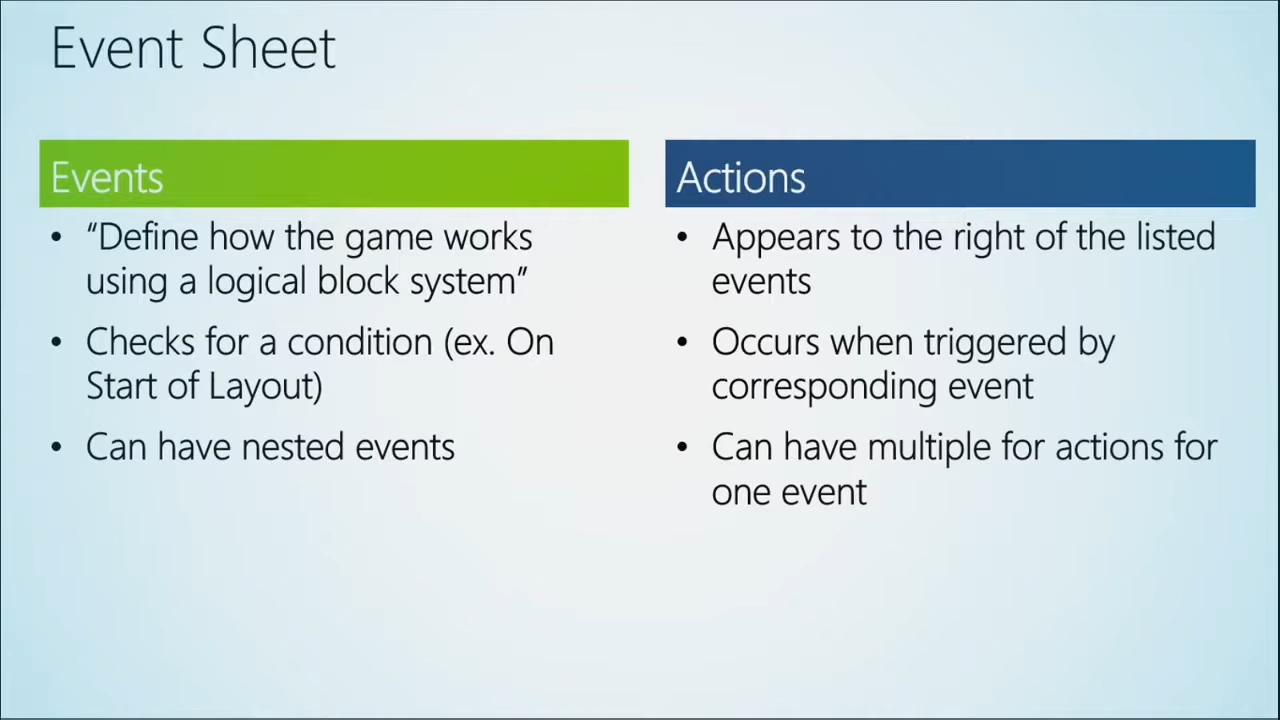 Event Sheet
Events
• “Define how the game works
using a logical block system”
• Checks for a condition (ex. On
Start of Layout)
• Can have nested events
Actions
• Appears to the right of the listed
events
• Occurs when triggered by
corresponding event
• Can have multiple for actions for
one event